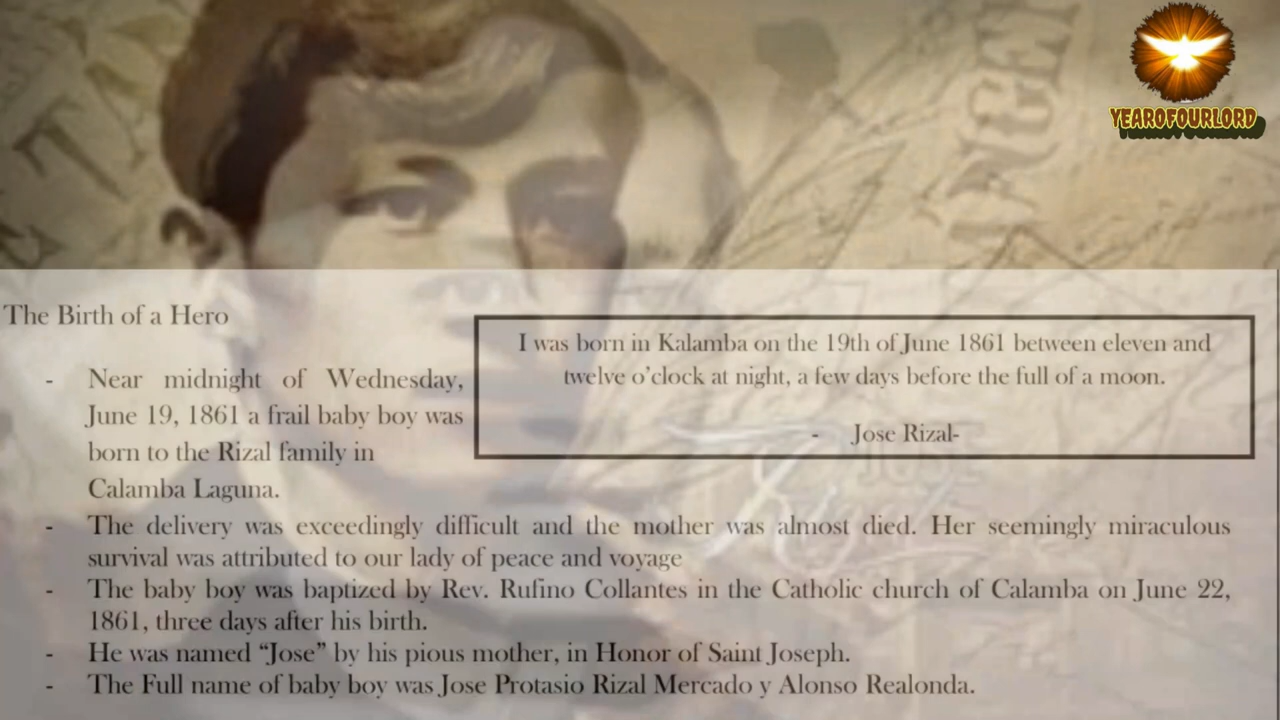 YEAROFOURLORD
The Birth of a Hero
I was born in Kalamba on the 19th of June 1861 between eleven and
twelve o'clock at night, a few days before the full of a moon.
- Jose Rizal-
- Near midnight of Wednesday,
June 19, 1861 a frail baby boy was
born to the Rizal family in
Calamba Laguna.
- The delivery was exceedingly difficult and the mother was almost died. Her seemingly miraculous
survival was attributed to our lady of peace and voyage
- The baby boy was baptized by Rev. Rufino Collantes in the Catholic church of Calamba on June 22,
1861, three days after his birth.
- He was named “Jose” by his pious mother, in Honor of Saint Joseph.
- The Full name of baby boy was Jose Protasio Rizal Mercado y Alonso Realonda.